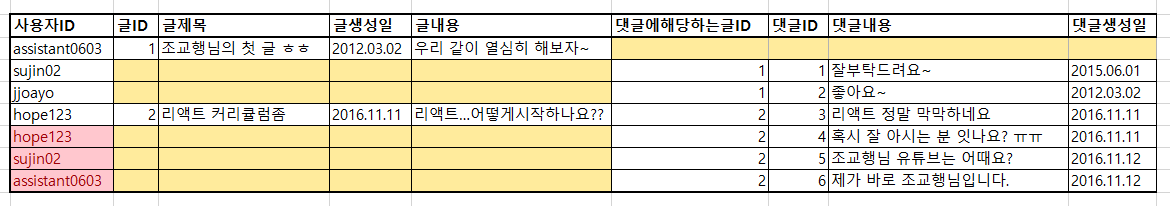 사용자ID 글ID 글제목 글생성일 글내용 댓글에해당하는글ID 댓글ID 댓글내용 댓글생성일
assistant0603 1 조교행님의 첫 글 ㅎㅎ 2012.03.02 우리 같이 열심히 해보자~
sujin02 1 1 잘부탁드려요~ 2015.06.01
jjoayo 1 2 좋아요~ 2012.03.02
hope123 2 리액트 커리큘럼좀 2016.11.11 리액트...어떻게시작하나요?? 2 3 리액트 정말 막막하네요 2016.11.11
hope123 2 4 혹시 잘 아시는 분 잇나요? ㅠㅠ 2016.11.11
sujin02 2 5 조교행님 유튜브는 어때요? 2016.11.12
assistant0603 2 6 제가 바로 조교행님입니다. 2016.11.12